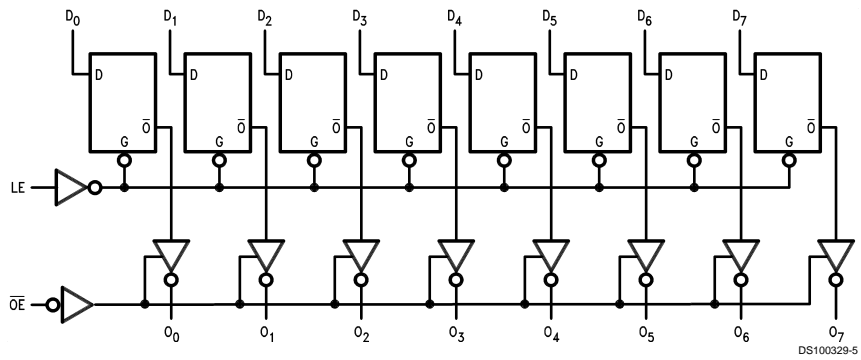 D₀ D₁ D₂ D₃ D₄ D₅ D₆ D₇
D D D D D D D D
O̅ O̅ O̅ O̅ O̅ O̅ O̅ O̅
G G G G G G G G
LE
O̅E̅
O₀ O₁ O₂ O₃ O₄ O₅ O₆ O₇
DS100329-5